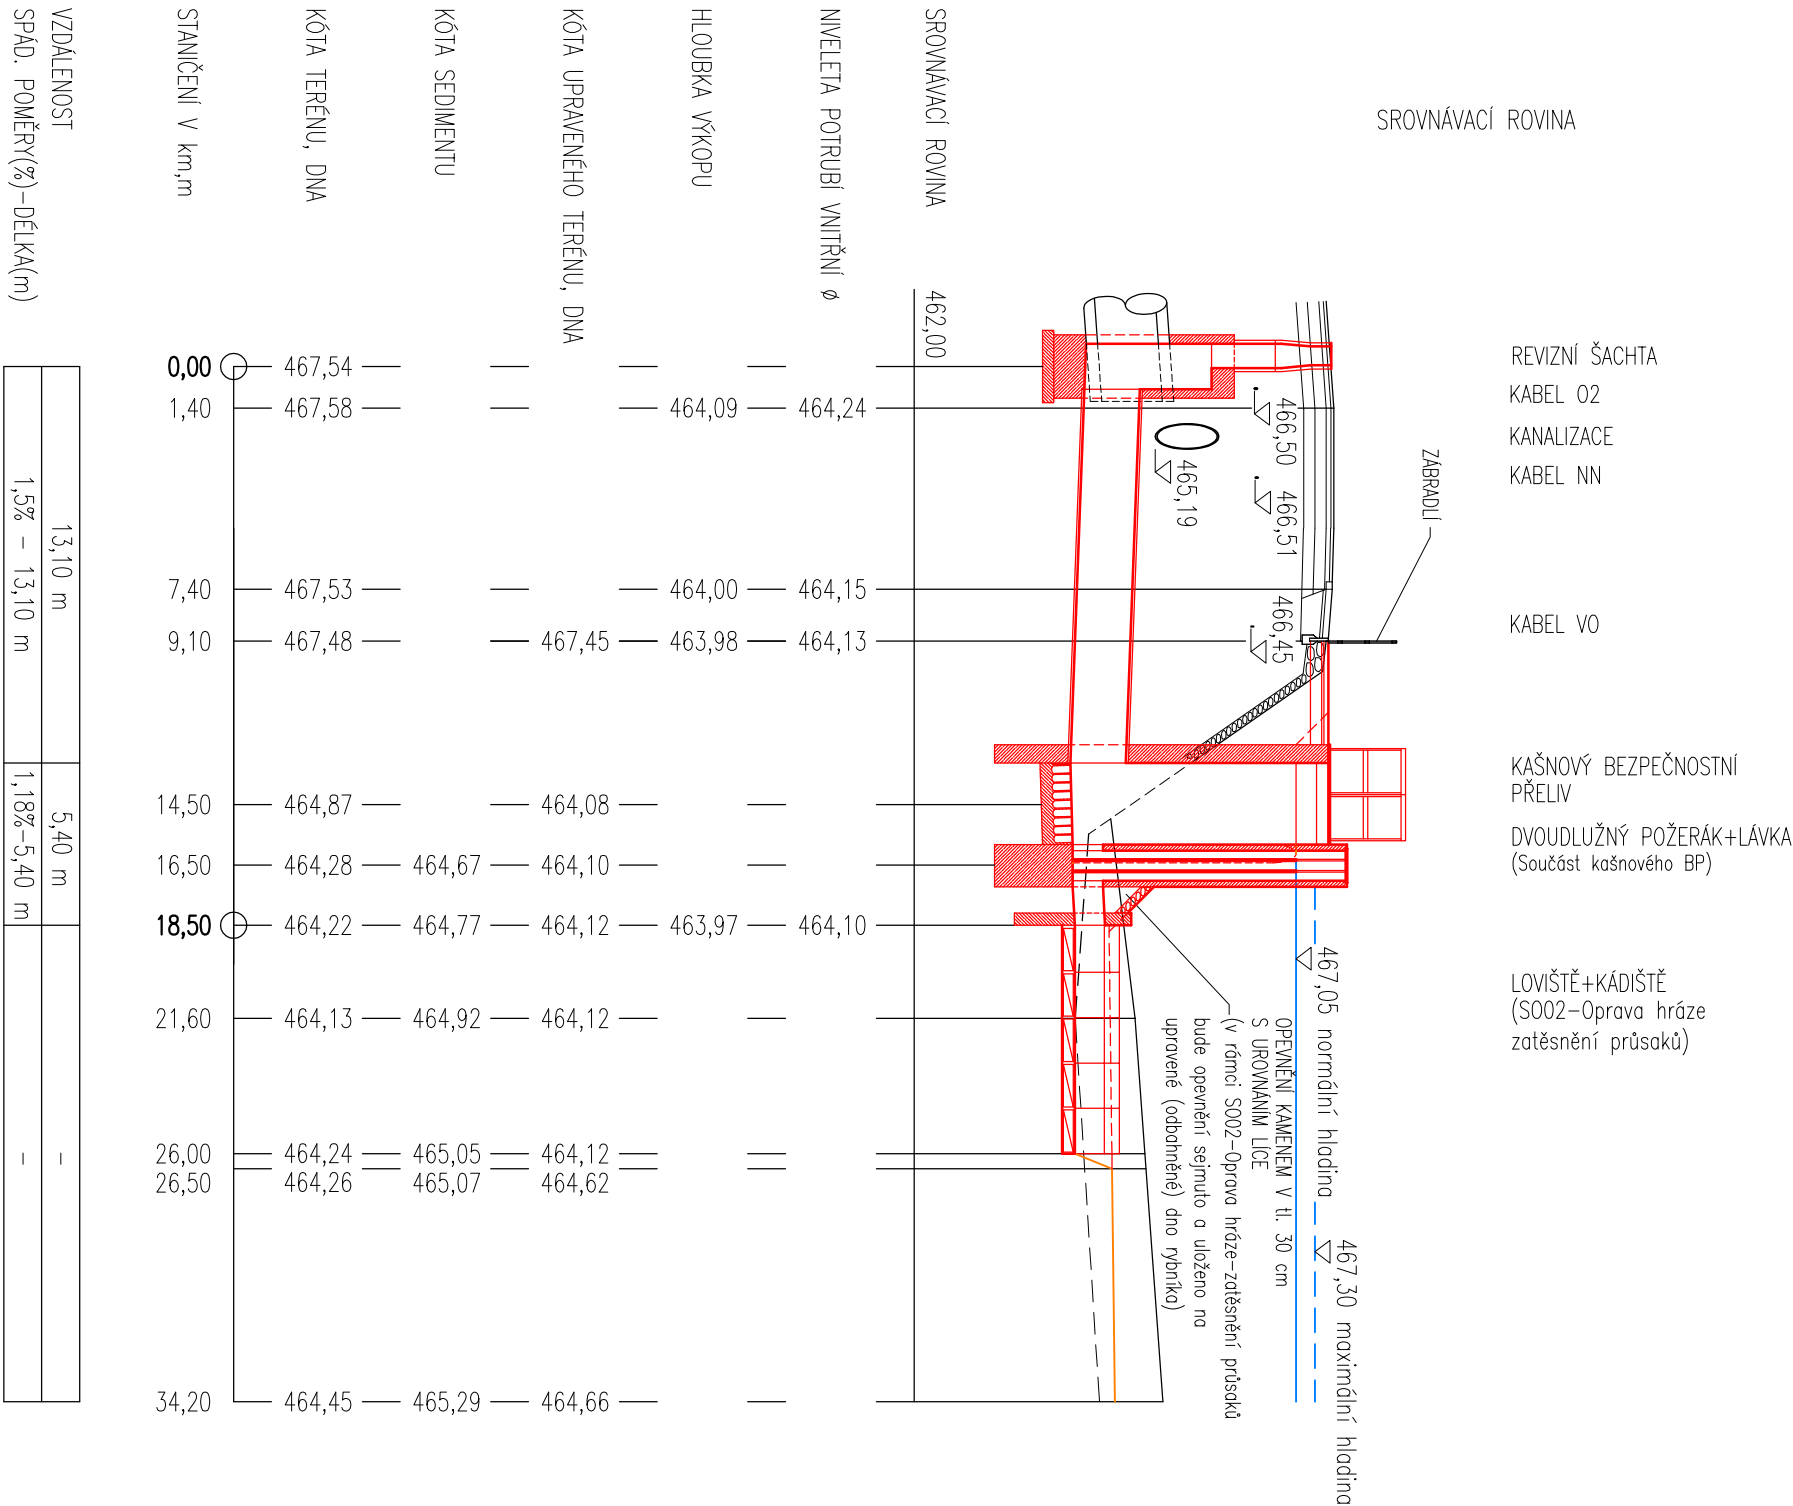 SROVNÁVACÍ ROVINA
REVIZNÍ ŠACHTA
KABEL O2
KANALIZACE
KABEL NN
KABEL VO
KAŠNOVÝ BEZPEČNOSTNÍ
PŘELIV
DVOUDLUŽNÝ POŽERÁK+LÁVKA
(Součást kašnového BP)
LOVIŠTĚ+KÁDIŠTĚ
(SO02-Oprava hráze
zatěsnění průsaků)
ZÁBRADLÍ
466,50
465,19
466,51
466,45
467,05 normální hladina
467,30 maximální hladina
OPEVNĚNÍ KAMENEM V tl. 30 cm
S UROVNÁNÍM LÍCE
(v rámci SO02-Oprava hráze-zatěsnění průsaků
bude opevnění sejmuto a uloženo na
upravené (odbahněné) dno rybníka)
SROVNÁVACÍ ROVINA 462,00
NIVELETA POTRUBÍ VNITŘNÍ Ø
464,24
464,15
464,13
464,10
HLOUBKA VÝKOPU
464,09
464,00
463,98
463,97
KÓTA UPRAVENÉHO TERÉNU, DNA
467,45
464,08
464,10
464,12
464,12
464,12
464,62
464,66
KÓTA SEDIMENTU
464,67
464,77
464,92
465,05
465,07
465,29
KÓTA TERÉNU, DNA
467,54
467,58
467,53
467,48
464,87
464,28
464,22
464,13
464,24
464,26
464,45
STANIČENÍ V km,m
0,00
1,40
7,40
9,10
14,50
16,50
18,50
21,60
26,00
26,50
34,20
VZDÁLENOST
13,10 m
5,40 m
–
SPÁD. POMĚRY(%)-DÉLKA(m)
1,5% - 13,10 m
1,18%-5,40 m
–